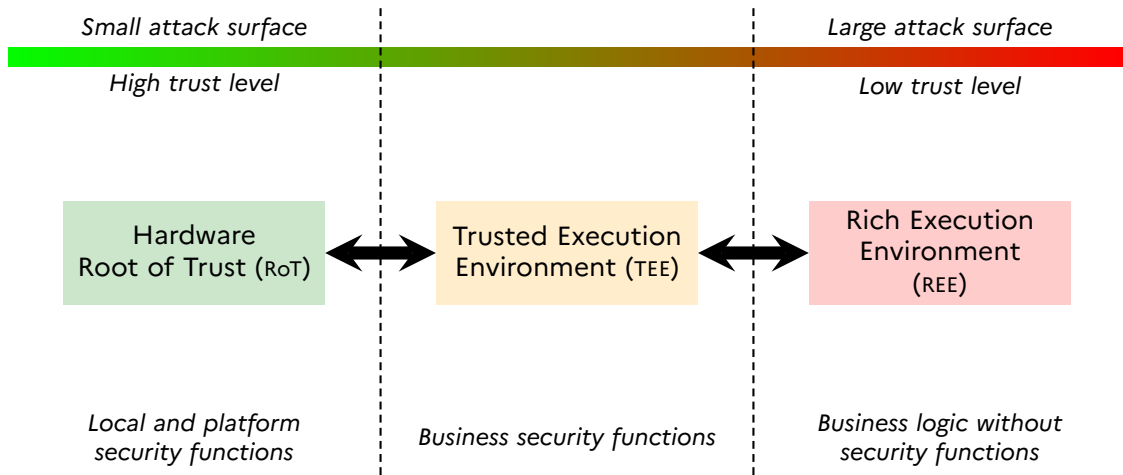 Small attack surface
Large attack surface
High trust level
Low trust level
Hardware
Root of Trust (RoT)
Trusted Execution
Environment (TEE)
Rich Execution
Environment
(REE)
Local and platform
security functions
Business security functions
Business logic without
security functions